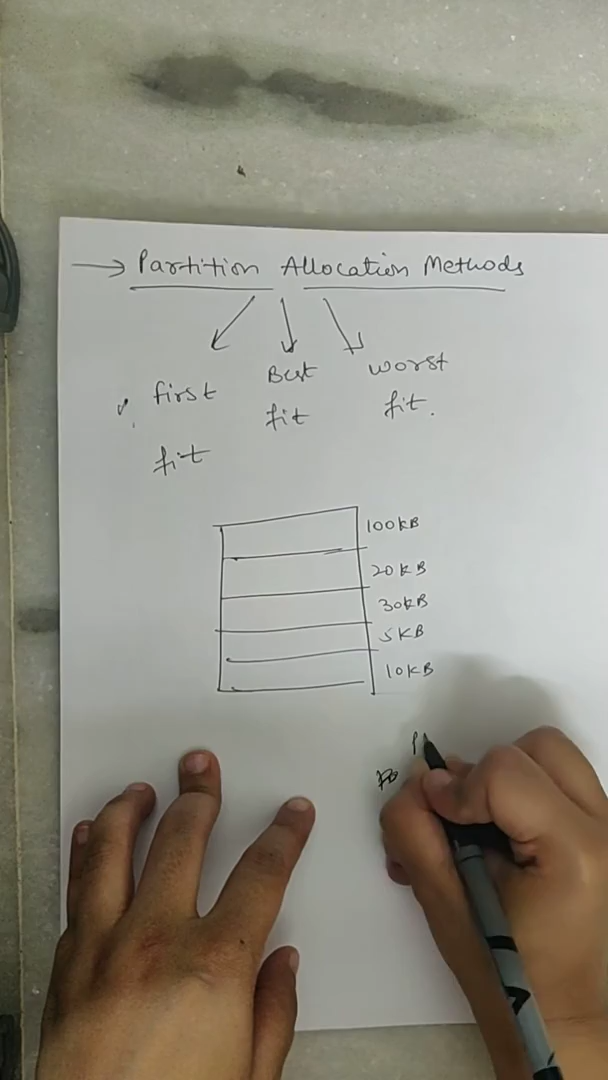 → Partition Allocation Methods
first
fit
Best
fit
worst
fit.
100KB
20KB
30KB
5KB
10KB